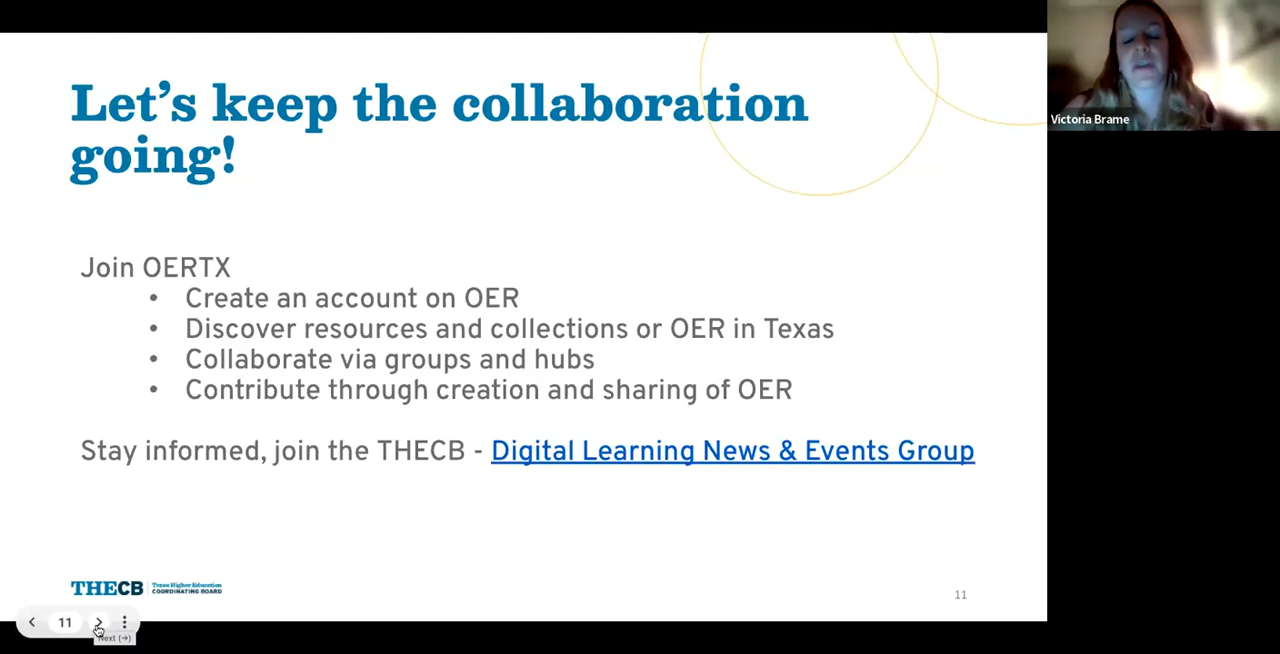 Let's keep the collaboration
going!
Victoria Brame
Join OERTX
• Create an account on OER
• Discover resources and collections or OER in Texas
• Collaborate via groups and hubs
• Contribute through creation and sharing of OER
Stay informed, join the THECB - Digital Learning News & Events Group
THECB
Texas Higher Education
COORDINATING BOARD
11
11
Next (→)